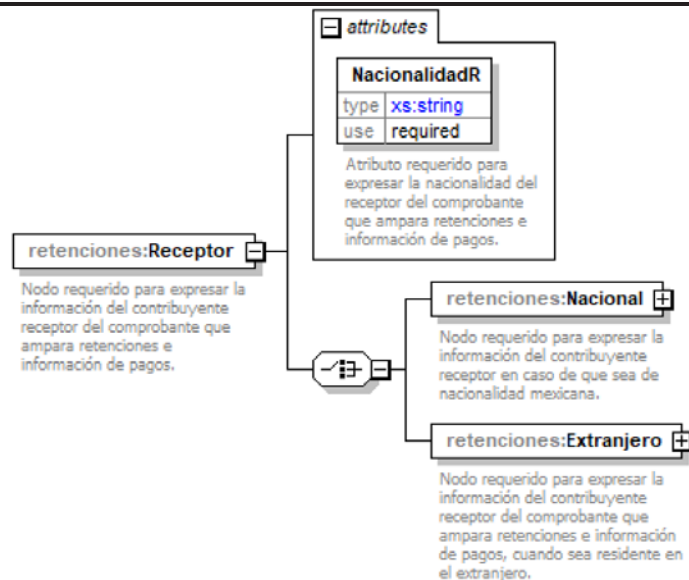 attributes
NacionalidadR
type xs:string
use required
Atributo requerido para
expresar la nacionalidad del
receptor del comprobante
que ampara retenciones e
información de pagos.
retenciones:Receptor
Nodo requerido para expresar la
información del contribuyente
receptor del comprobante que
ampara retenciones e
información de pagos.
retenciones:Nacional
Nodo requerido para expresar la
información del contribuyente
receptor en caso de que sea de
nacionalidad mexicana.
retenciones:Extranjero
Nodo requerido para expresar la
información del contribuyente
receptor del comprobante que
ampara retenciones e información
de pagos, cuando sea residente en
el extranjero.